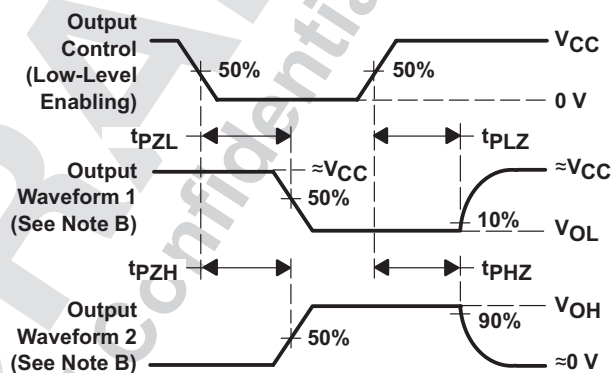 Output
Control
(Low-Level
Enabling)
50%
50%
VCC
0 V
tPZL
tPLZ
Output
Waveform 1
(See Note B)
≈VCC
50%
≈VCC
10%
VOL
tPZH
tPHZ
Output
Waveform 2
(See Note B)
50%
VOH
90%
≈0 V
Confidentia